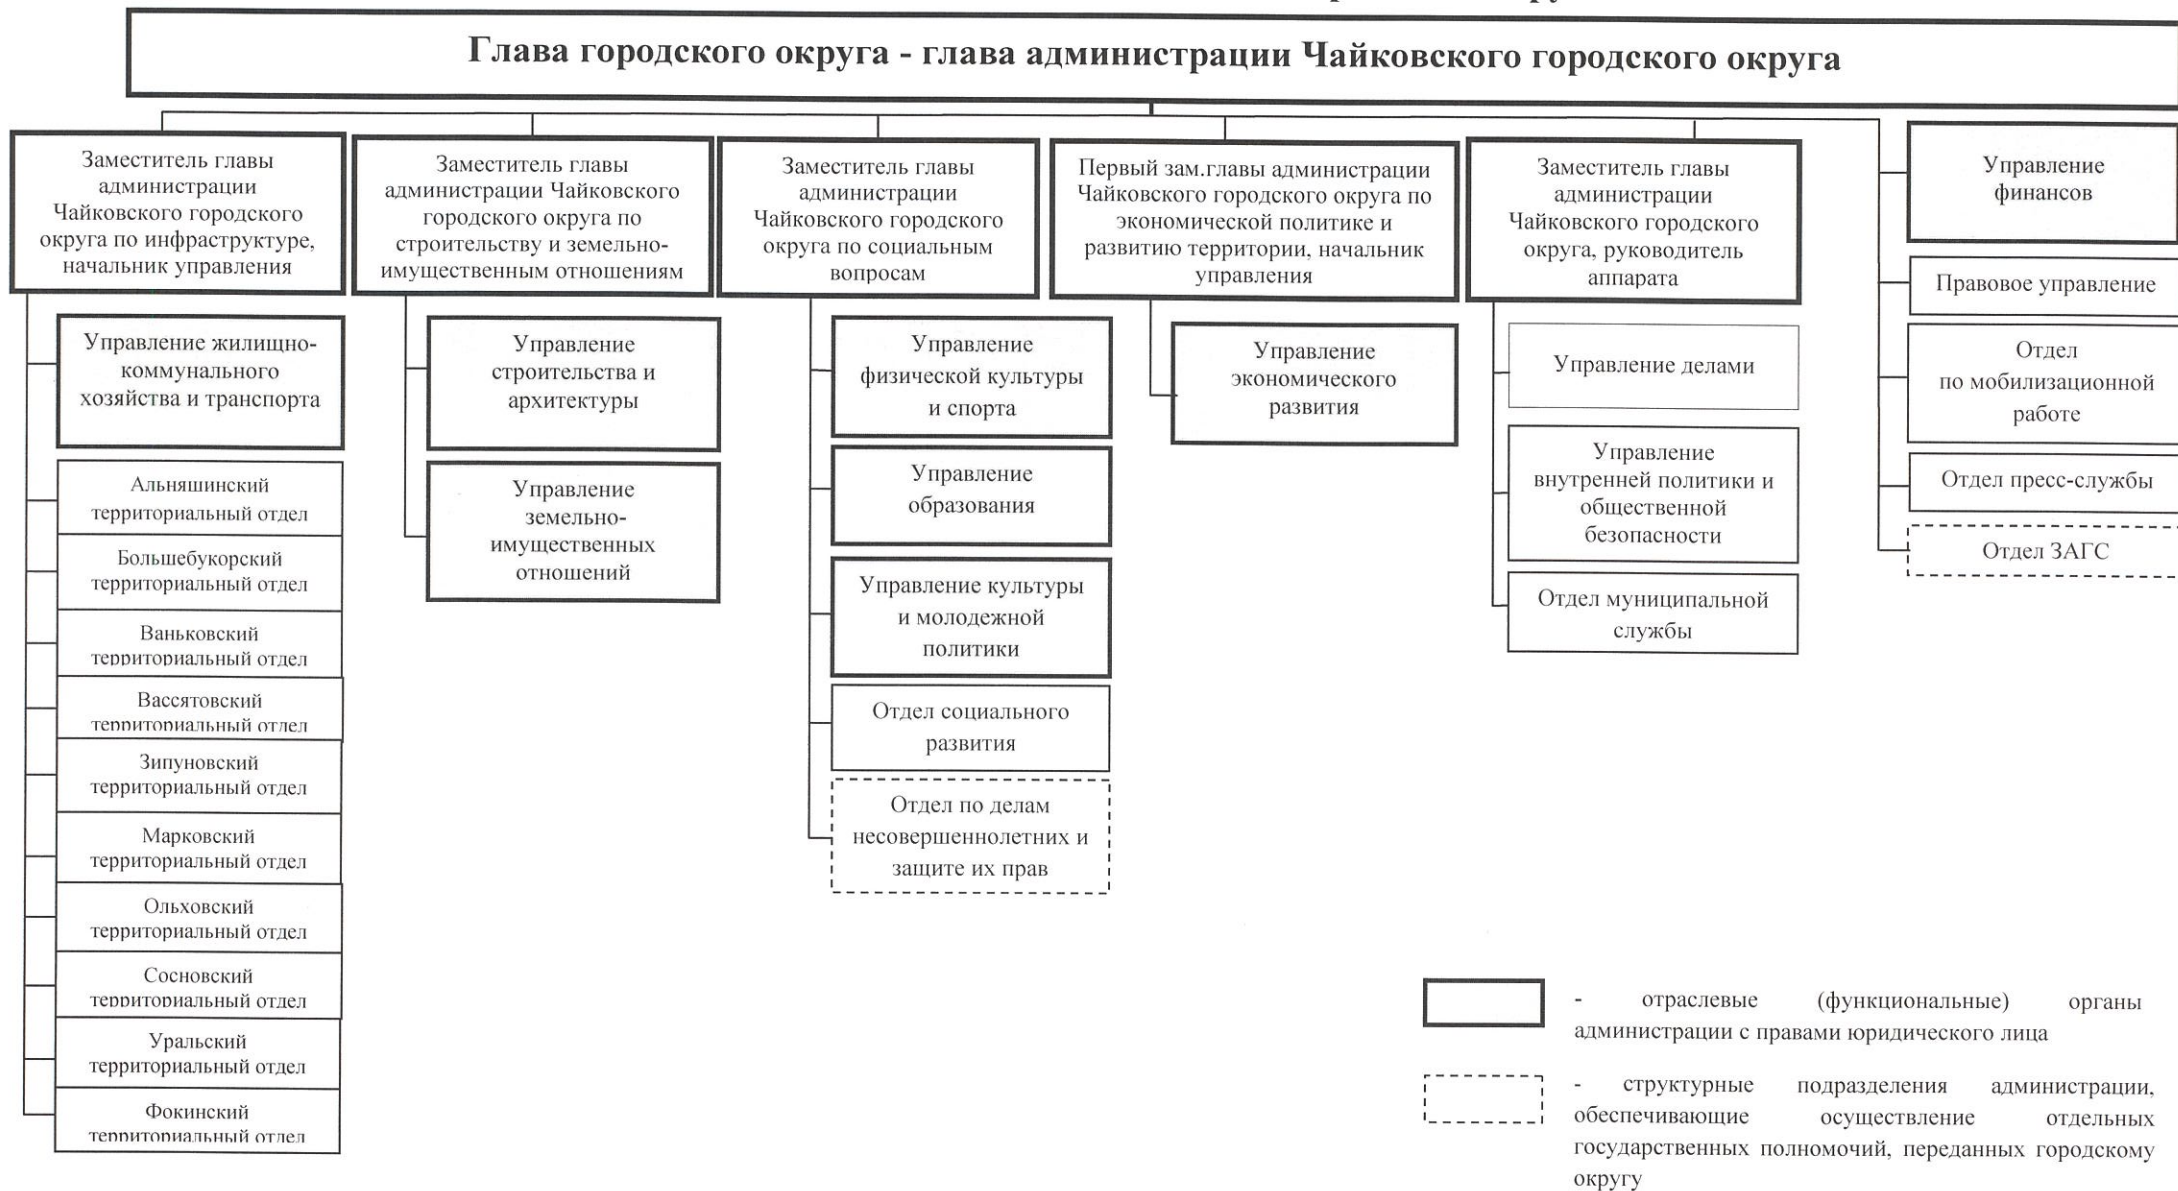 Глава городского округа - глава администрации Чайковского городского округа
Заместитель главы
администрации
Чайковского городского
округа по инфраструктуре,
начальник управления
Управление жилищно-
коммунального
хозяйства и транспорта
Альняшинский
территориальный отдел
Большебукорский
территориальный отдел
Ваньковский
территориальный отдел
Вассятовский
территориальный отдел
Зипуновский
территориальный отдел
Марковский
территориальный отдел
Ольховский
территориальный отдел
Сосновский
территориальный отдел
Уральский
территориальный отдел
Фокинский
территориальный отдел
Заместитель главы
администрации Чайковского
городского округа по
строительству и земельно-
имущественным отношениям
Управление
строительства и
архитектуры
Управление
земельно-
имущественных
отношений
Заместитель главы
администрации
Чайковского городского
округа по социальным
вопросам
Управление
физической культуры
и спорта
Управление
образования
Управление культуры
и молодежной
политики
Отдел социального
развития
Отдел по делам
несовершеннолетних и
защите их прав
Первый зам.главы администрации
Чайковского городского округа по
экономической политике и
развитию территории, начальник
управления
Управление
экономического
развития
Заместитель главы
администрации
Чайковского городского
округа, руководитель
аппарата
Управление делами
Управление
внутренней политики и
общественной
безопасности
Отдел муниципальной
службы
Управление
финансов
Правовое управление
Отдел
по мобилизационной
работе
Отдел пресс-службы
Отдел ЗАГС
- отраслевые (функциональные) органы
администрации с правами юридического лица
- структурные подразделения администрации,
обеспечивающие осуществление отдельных
государственных полномочий, переданных городскому
округу